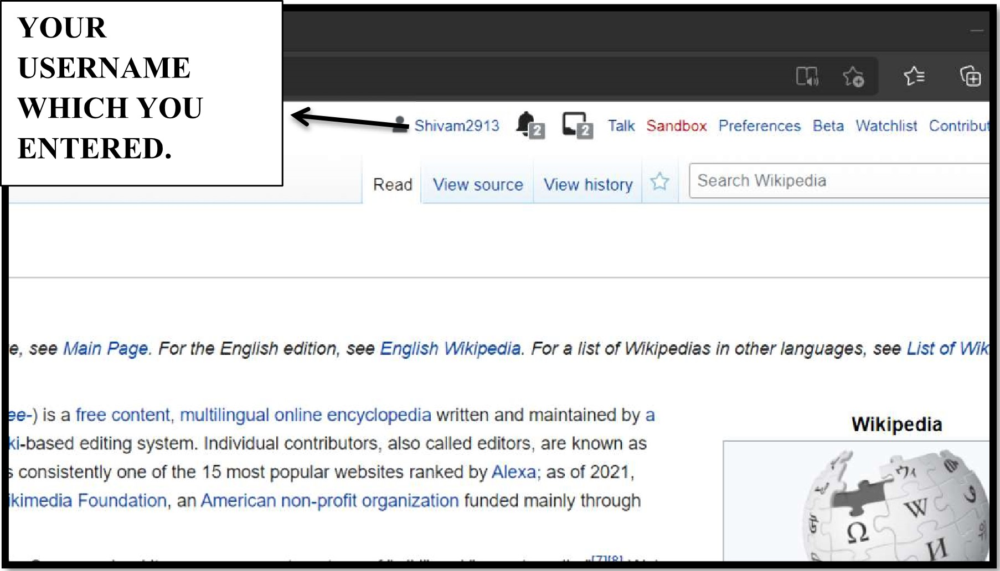 YOUR
USERNAME
WHICH YOU
ENTERED.
Shivam2913 2 2 Talk Sandbox Preferences Beta Watchlist Contribut
Read View source View history Search Wikipedia
e, see Main Page. For the English edition, see English Wikipedia. For a list of Wikipedias in other languages, see List of Wik
ee-) is a free content, multilingual online encyclopedia written and maintained by a
ki-based editing system. Individual contributors, also called editors, are known as
s consistently one of the 15 most popular websites ranked by Alexa; as of 2021,
ikimedia Foundation, an American non-profit organization funded mainly through
Wikipedia
Ω W И
[7][8]